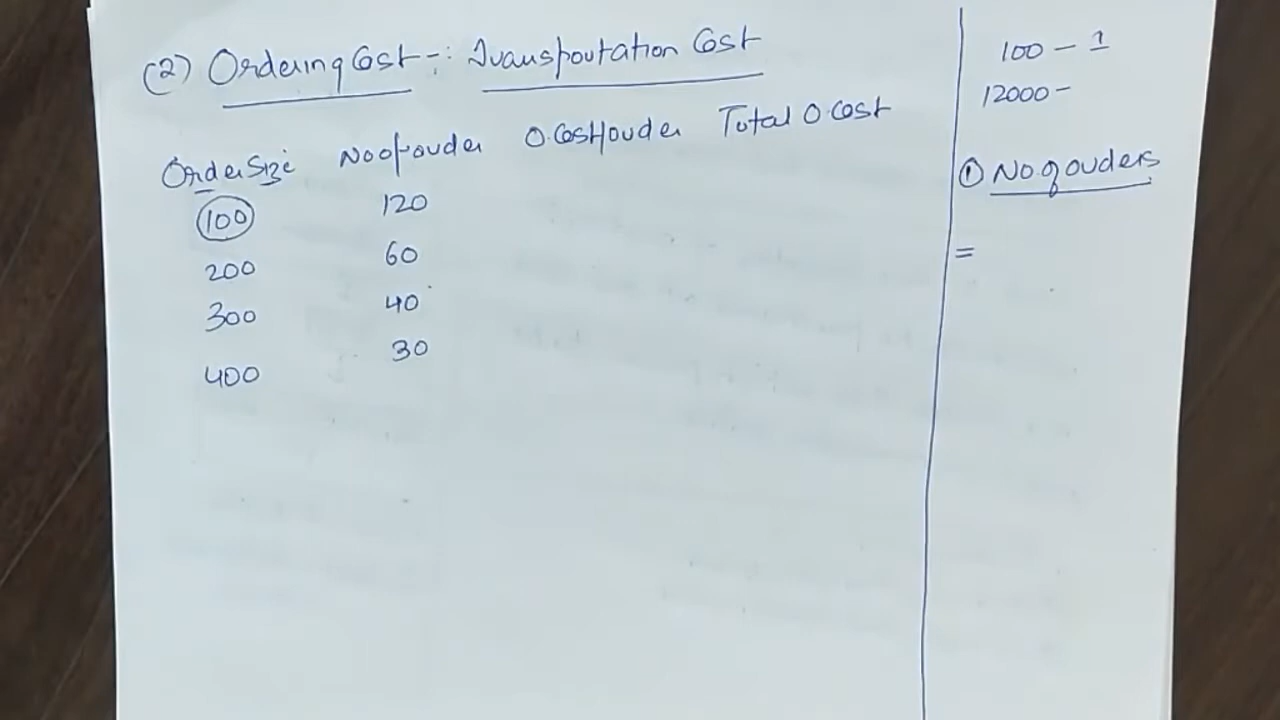 (2) Ordering Cost -: Transportation Cost
Order Size No of order O.Cost/order Total O.Cost
100 120
200 60
300 40
400 30
100 - 1
12000 -
① No of orders
=